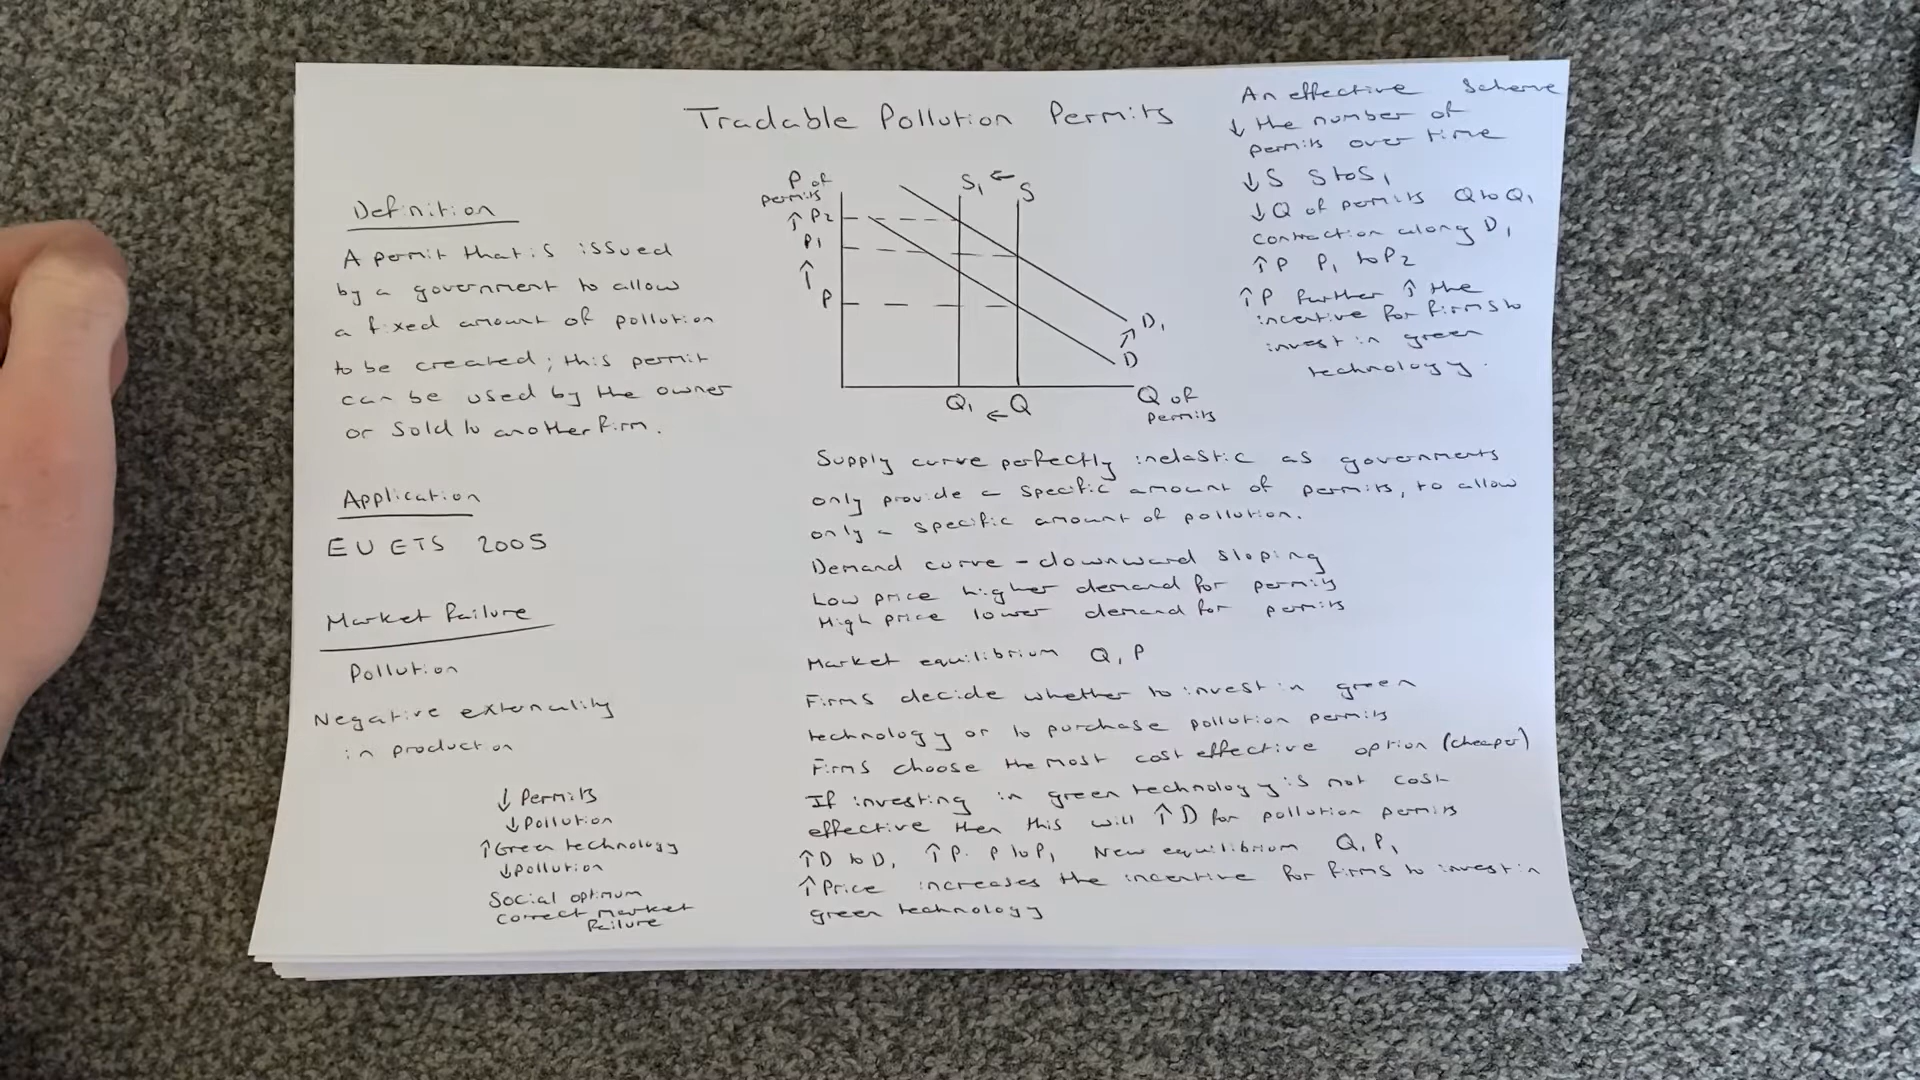 Tradable Pollution Permits
Definition
A permit that is issued
by a government to allow
a fixed amount of pollution
to be created; this permit
can be used by the owner
or sold to another firm.
Application
EU ETS 2005
Market failure
Pollution
Negative externality
in production
↓ Permits
↓ Pollution
↑ Green technology
↓ Pollution
Social optimum
Correct market
failure
P of
permits
↑ P2
P1
↑
P
S1 ← S
D1
↗
D
Q1 ← Q
Q of
permits
Supply curve perfectly inelastic as governments
only provide a specific amount of permits, to allow
only a specific amount of pollution.
Demand curve - downward sloping
Low price higher demand for permits
High price lower demand for permits
Market equilibrium Q, P
Firms decide whether to invest in green
technology or to purchase pollution permits
Firms choose the most cost effective option (cheaper)
If investing in green technology is not cost
effective then this will ↑ D for pollution permits
↑ D to D1 ↑ P. P to P1 New equilibrium Q, P1
↑ Price increases the incentive for firms to invest in
green technology
An effective scheme
↓ the number of
permits over time
↓ S S to S1
↓ Q of permits Q to Q1
Contraction along D1
↑ P P1 to P2
↑ P further ↑ the
incentive for firms to
invest in green
technology.